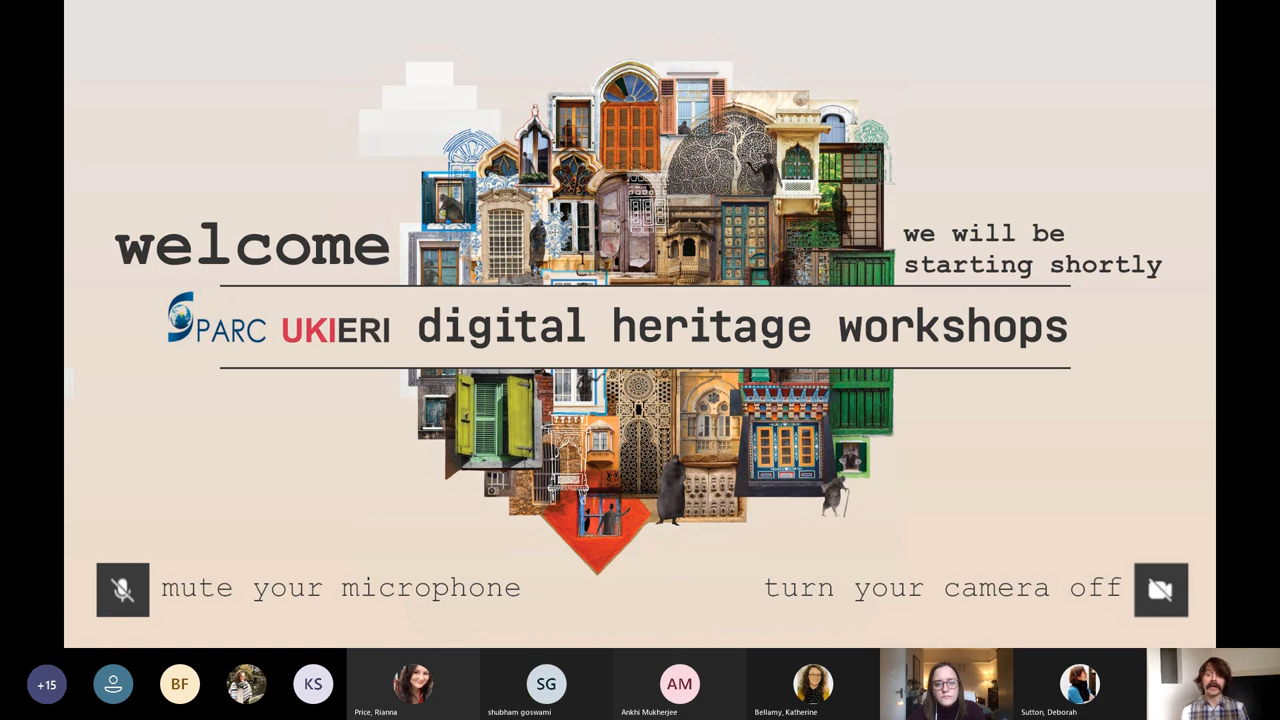 welcome
we will be
starting shortly
SPARC UKIERI digital heritage workshops
mute your microphone
turn your camera off
+15
BF
KS
SG
AM
Price, Rianna
shubham goswami
Ankhi Mukherjee
Bellamy, Katherine
Sutton, Deborah